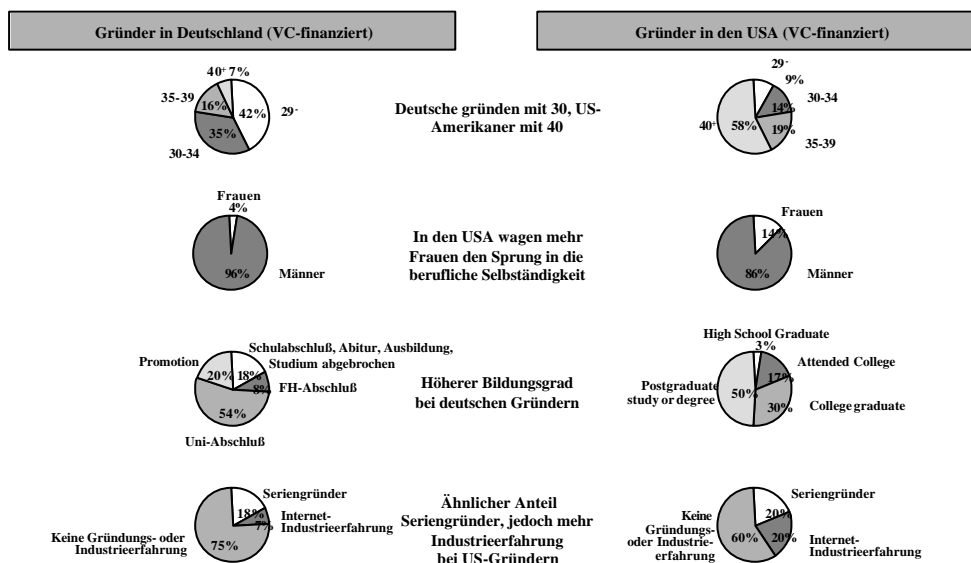 Gründer in Deutschland (VC-finanziert)
Gründer in den USA (VC-finanziert)
40+ 7%
35-39
16%
42%
29-
35%
30-34
Deutsche gründen mit 30, US-
Amerikaner mit 40
29-
9%
30-34
14%
40+
58%
19%
35-39
Frauen
4%
96%
Männer
In den USA wagen mehr
Frauen den Sprung in die
berufliche Selbständigkeit
Frauen
14%
86%
Männer
Schulabschluß, Abitur, Ausbildung,
Studium abgebrochen
Promotion
20%
18%
8%
FH-Abschluß
54%
Uni-Abschluß
Höherer Bildungsgrad
bei deutschen Gründern
High School Graduate
3%
Attended College
17%
Postgraduate
study or degree
50%
30%
College graduate
Seriengründer
18%
Internet-
Industrieerfahrung
7%
Keine Gründungs- oder
Industrieerfahrung
75%
Ähnlicher Anteil
Seriengründer, jedoch mehr
Industrieerfahrung
bei US-Gründern
Seriengründer
20%
Keine
Gründungs-
oder Industrie-
erfahrung
60%
20%
Internet-
Industrieerfahrung